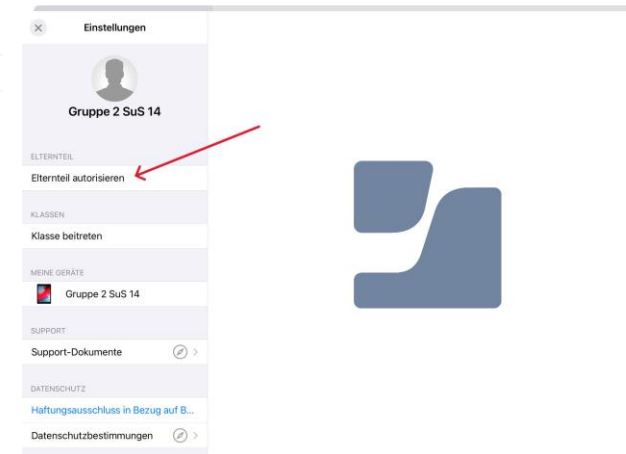 Einstellungen
Gruppe 2 SuS 14
ELTERNTEIL
Elternteil autorisieren
KLASSEN
Klasse beitreten
MEINE GERÄTE
Gruppe 2 SuS 14
SUPPORT
Support-Dokumente
DATENSCHUTZ
Haftungsausschluss in Bezug auf B...
Datenschutzbestimmungen